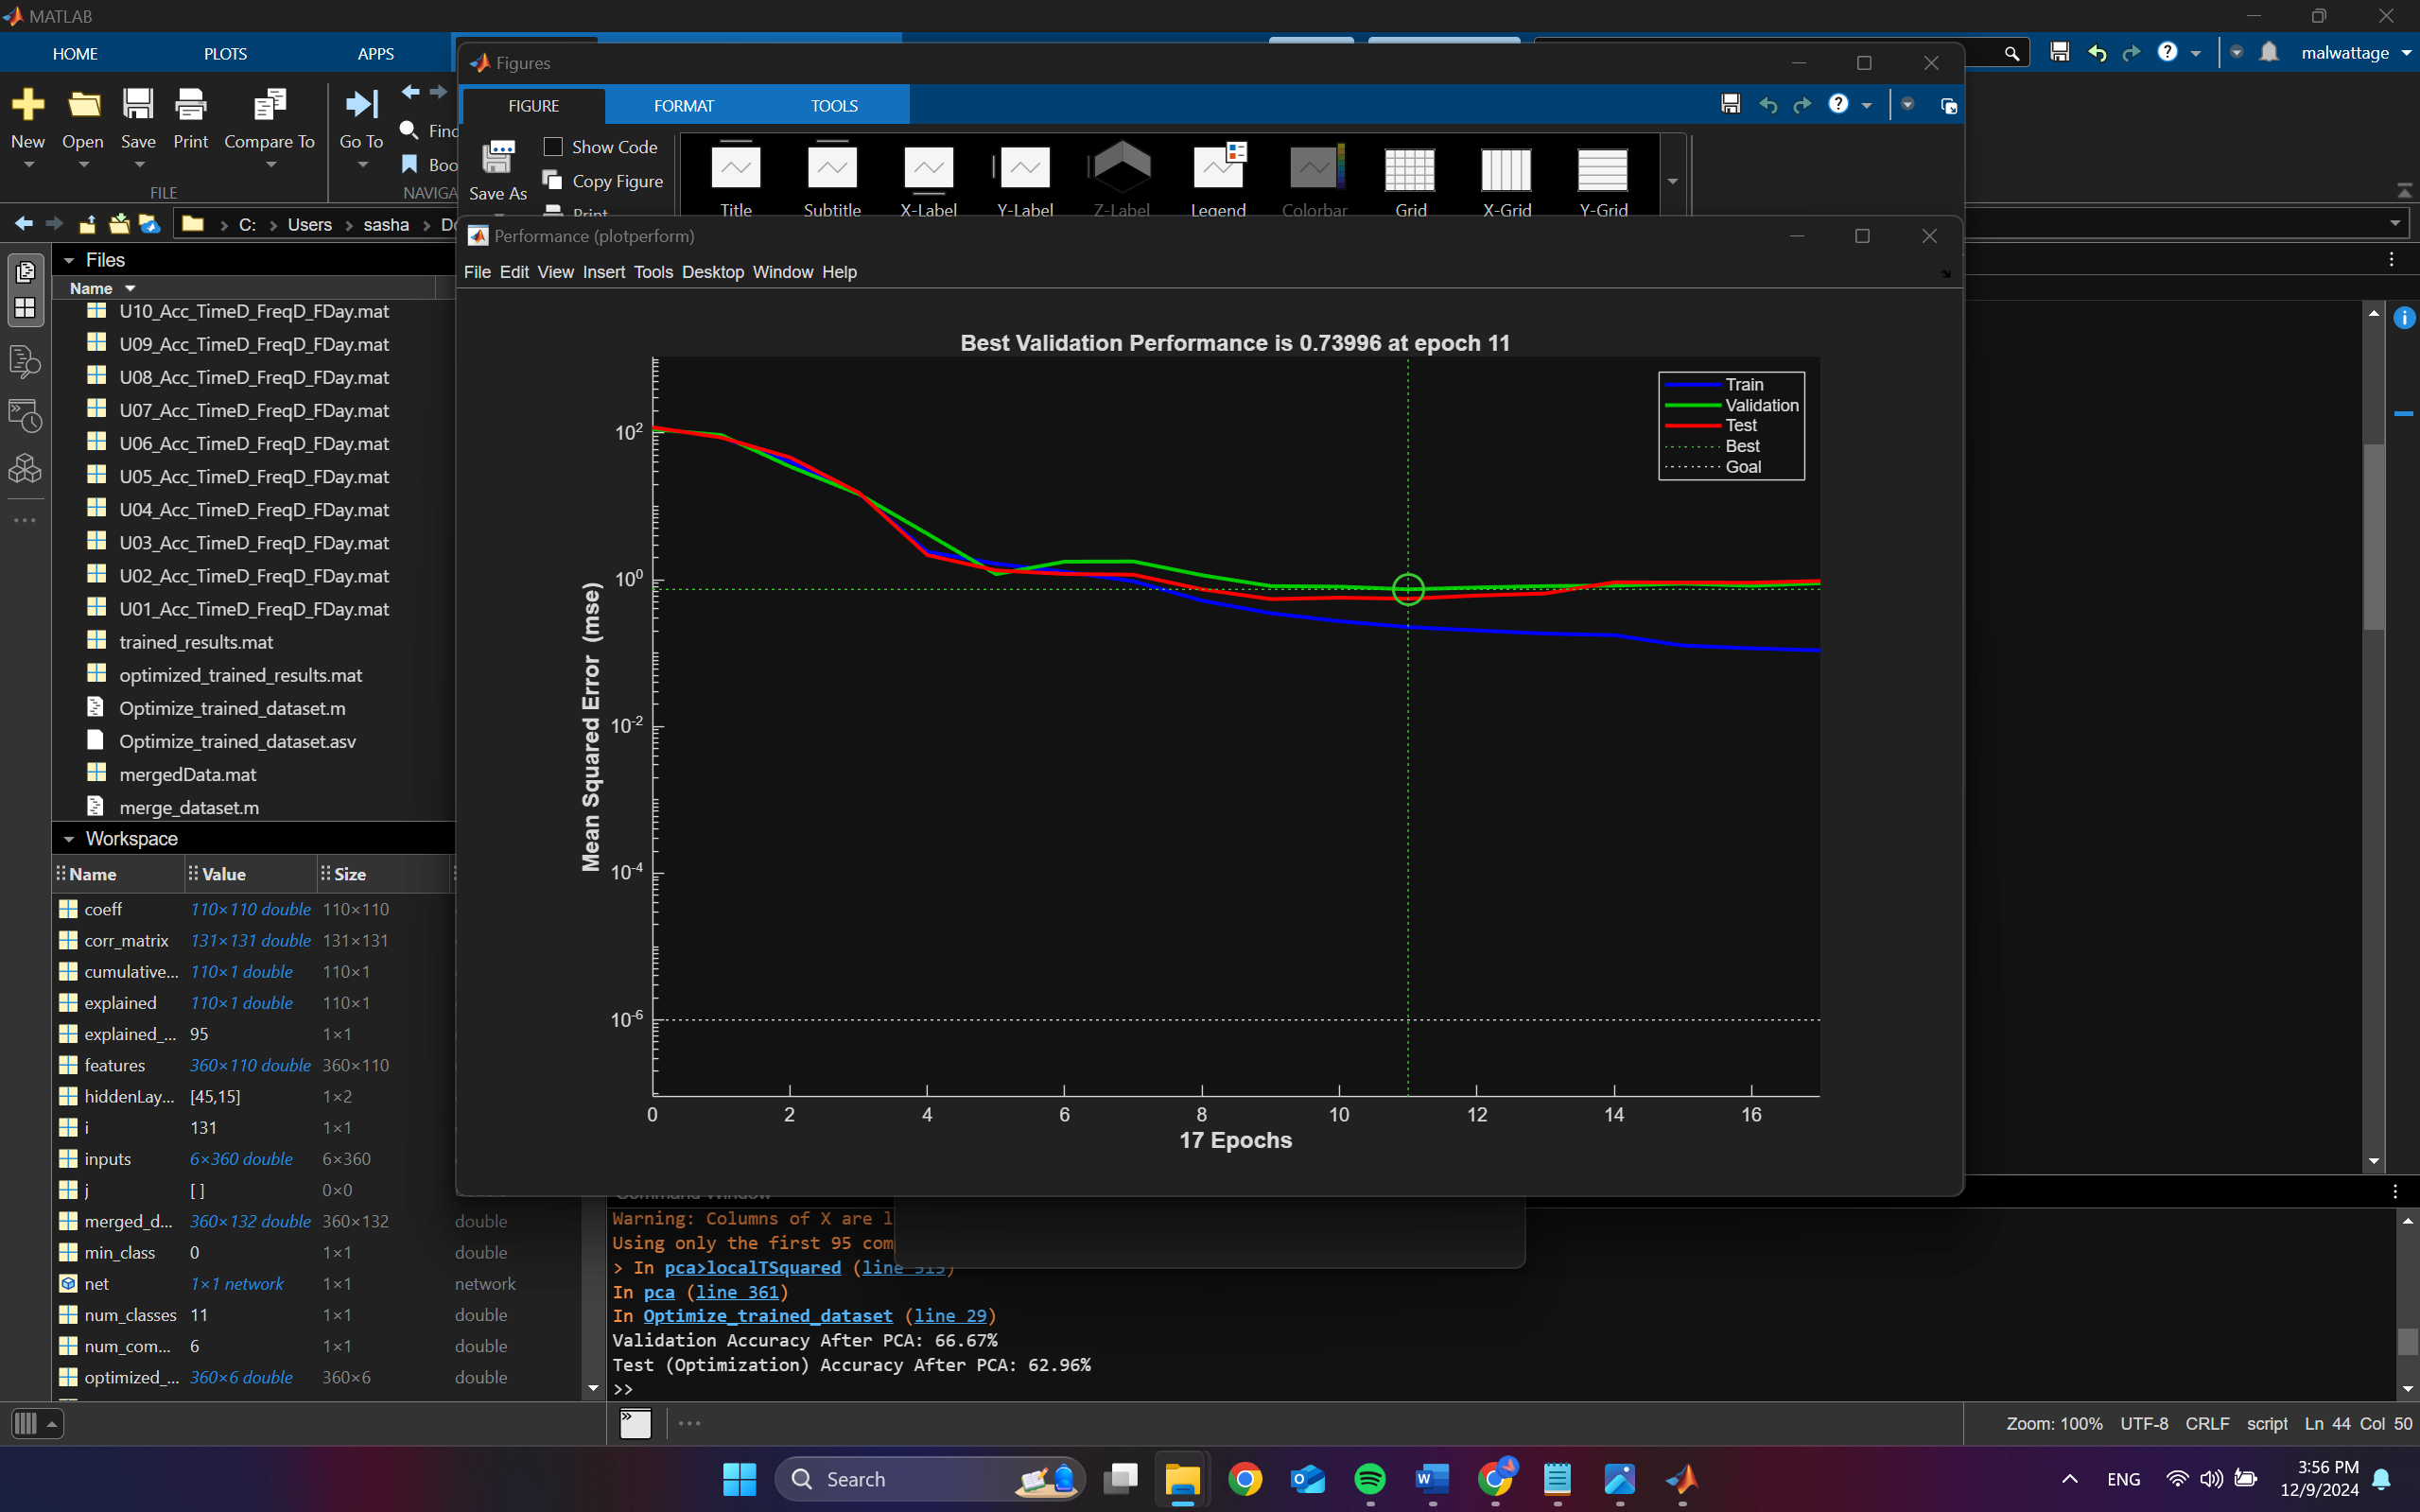 MATLAB
HOME PLOTS APPS
malwattage
New Open Save Print Compare To Go To Find
FILE
C: > Users > sasha >
Figures
FIGURE FORMAT TOOLS
Show Code
Copy Figure
Print
Save As
Title Subtitle X-Label Y-Label Z-Label Legend Colorbar Grid X-Grid Y-Grid
Performance (plotperform)
File Edit View Insert Tools Desktop Window Help
Files
Name
U10_Acc_TimeD_FreqD_FDay.mat
U09_Acc_TimeD_FreqD_FDay.mat
U08_Acc_TimeD_FreqD_FDay.mat
U07_Acc_TimeD_FreqD_FDay.mat
U06_Acc_TimeD_FreqD_FDay.mat
U05_Acc_TimeD_FreqD_FDay.mat
U04_Acc_TimeD_FreqD_FDay.mat
U03_Acc_TimeD_FreqD_FDay.mat
U02_Acc_TimeD_FreqD_FDay.mat
U01_Acc_TimeD_FreqD_FDay.mat
trained_results.mat
optimized_trained_results.mat
Optimize_trained_dataset.m
Optimize_trained_dataset.asv
mergedData.mat
merge_dataset.m
Workspace
Name Value Size
coeff 110×110 double 110×110
corr_matrix 131×131 double 131×131
cumulative... 110×1 double 110×1
explained 110×1 double 110×1
explained_... 95 1×1
features 360×110 double 360×110
hiddenLay... [45,15] 1×2
i 131 1×1
inputs 6×360 double 6×360
j [ ] 0×0
merged_d... 360×132 double 360×132 double
min_class 0 1×1 double
net 1×1 network 1×1 network
num_classes 11 1×1 double
num_com... 6 1×1 double
optimized_... 360×6 double 360×6 double
Best Validation Performance is 0.73996 at epoch 11
Train
Validation
Test
Best
Goal
Mean Squared Error (mse)
10²
10⁰
10⁻²
10⁻⁴
10⁻⁶
0 2 4 6 8 10 12 14 16
17 Epochs
Command Window
Warning: Columns of X are
Using only the first 95
> In pca>localTSquared (line 515)
In pca (line 361)
In Optimize_trained_dataset (line 29)
Validation Accuracy After PCA: 66.67%
Test (Optimization) Accuracy After PCA: 62.96%
>>
Zoom: 100% UTF-8 CRLF script Ln 44 Col 50
Search
ENG
3:56 PM
12/9/2024